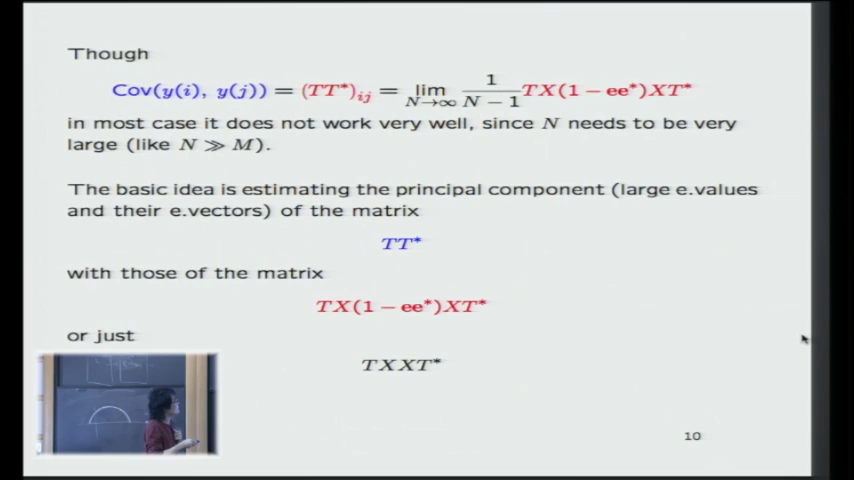 Though
Cov(y(i), y(j)) = (TT*)ij = lim N→∞ 1/(N − 1) TX(1 − ee*)XT*
in most case it does not work very well, since N needs to be very
large (like N ≫ M).
The basic idea is estimating the principal component (large e.values
and their e.vectors) of the matrix
TT*
with those of the matrix
TX(1 − ee*)XT*
or just
TXXT*
10